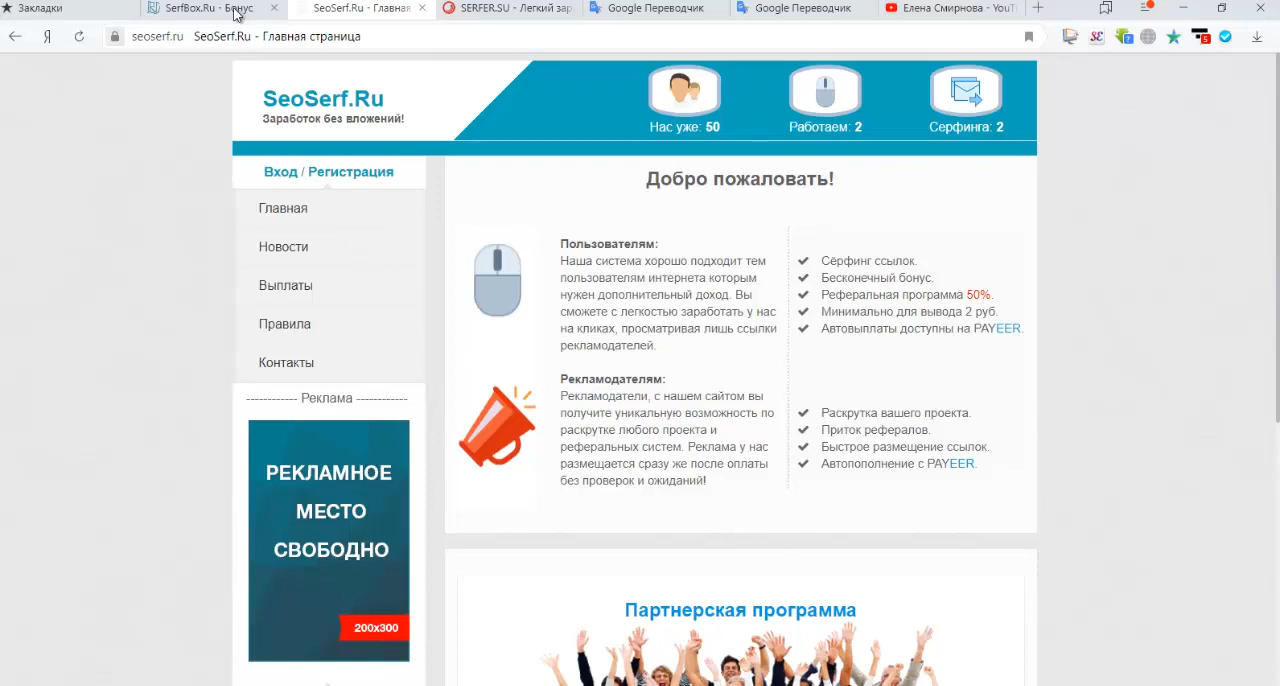 Закладки
SerfBox.Ru - Бонус
SeoSerf.Ru - Главная
SERFER.SU - Легкий зар
Google Переводчик
Google Переводчик
Елена Смирнова - YouT
seoserf.ru SeoSerf.Ru - Главная страница
SeoSerf.Ru
Заработок без вложений!
Нас уже: 50
Работаем: 2
Серфинга: 2
Вход / Регистрация
Главная
Новости
Выплаты
Правила
Контакты
------------ Реклама ------------
РЕКЛАМНОЕ
МЕСТО
СВОБОДНО
200x300
Добро пожаловать!
Пользователям:
Наша система хорошо подходит тем
пользователям интернета которым
нужен дополнительный доход. Вы
сможете с легкостью заработать у нас
на кликах, просматривая лишь ссылки
рекламодателей.
Сёрфинг ссылок.
Бесконечный бонус.
Реферальная программа 50%.
Минимально для вывода 2 руб.
Автовыплаты доступны на PAYEER.
Рекламодателям:
Рекламодатели, с нашем сайтом вы
получите уникальную возможность по
раскрутке любого проекта и
реферальных систем. Реклама у нас
размещается сразу же после оплаты
без проверок и ожиданий!
Раскрутка вашего проекта.
Приток рефералов.
Быстрое размещение ссылок.
Автопополнение с PAYEER.
Партнерская программа